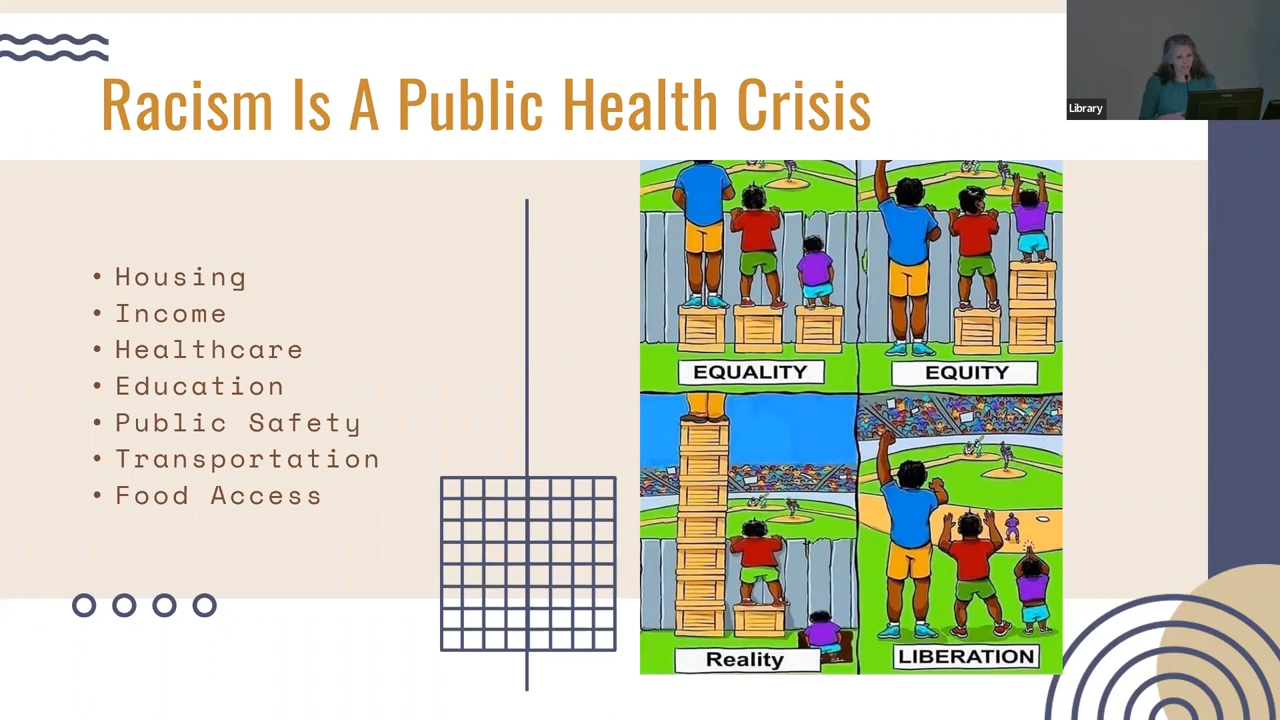 Racism Is A Public Health Crisis
Library
• Housing
• Income
• Healthcare
• Education
• Public Safety
• Transportation
• Food Access
EQUALITY
EQUITY
Reality
LIBERATION